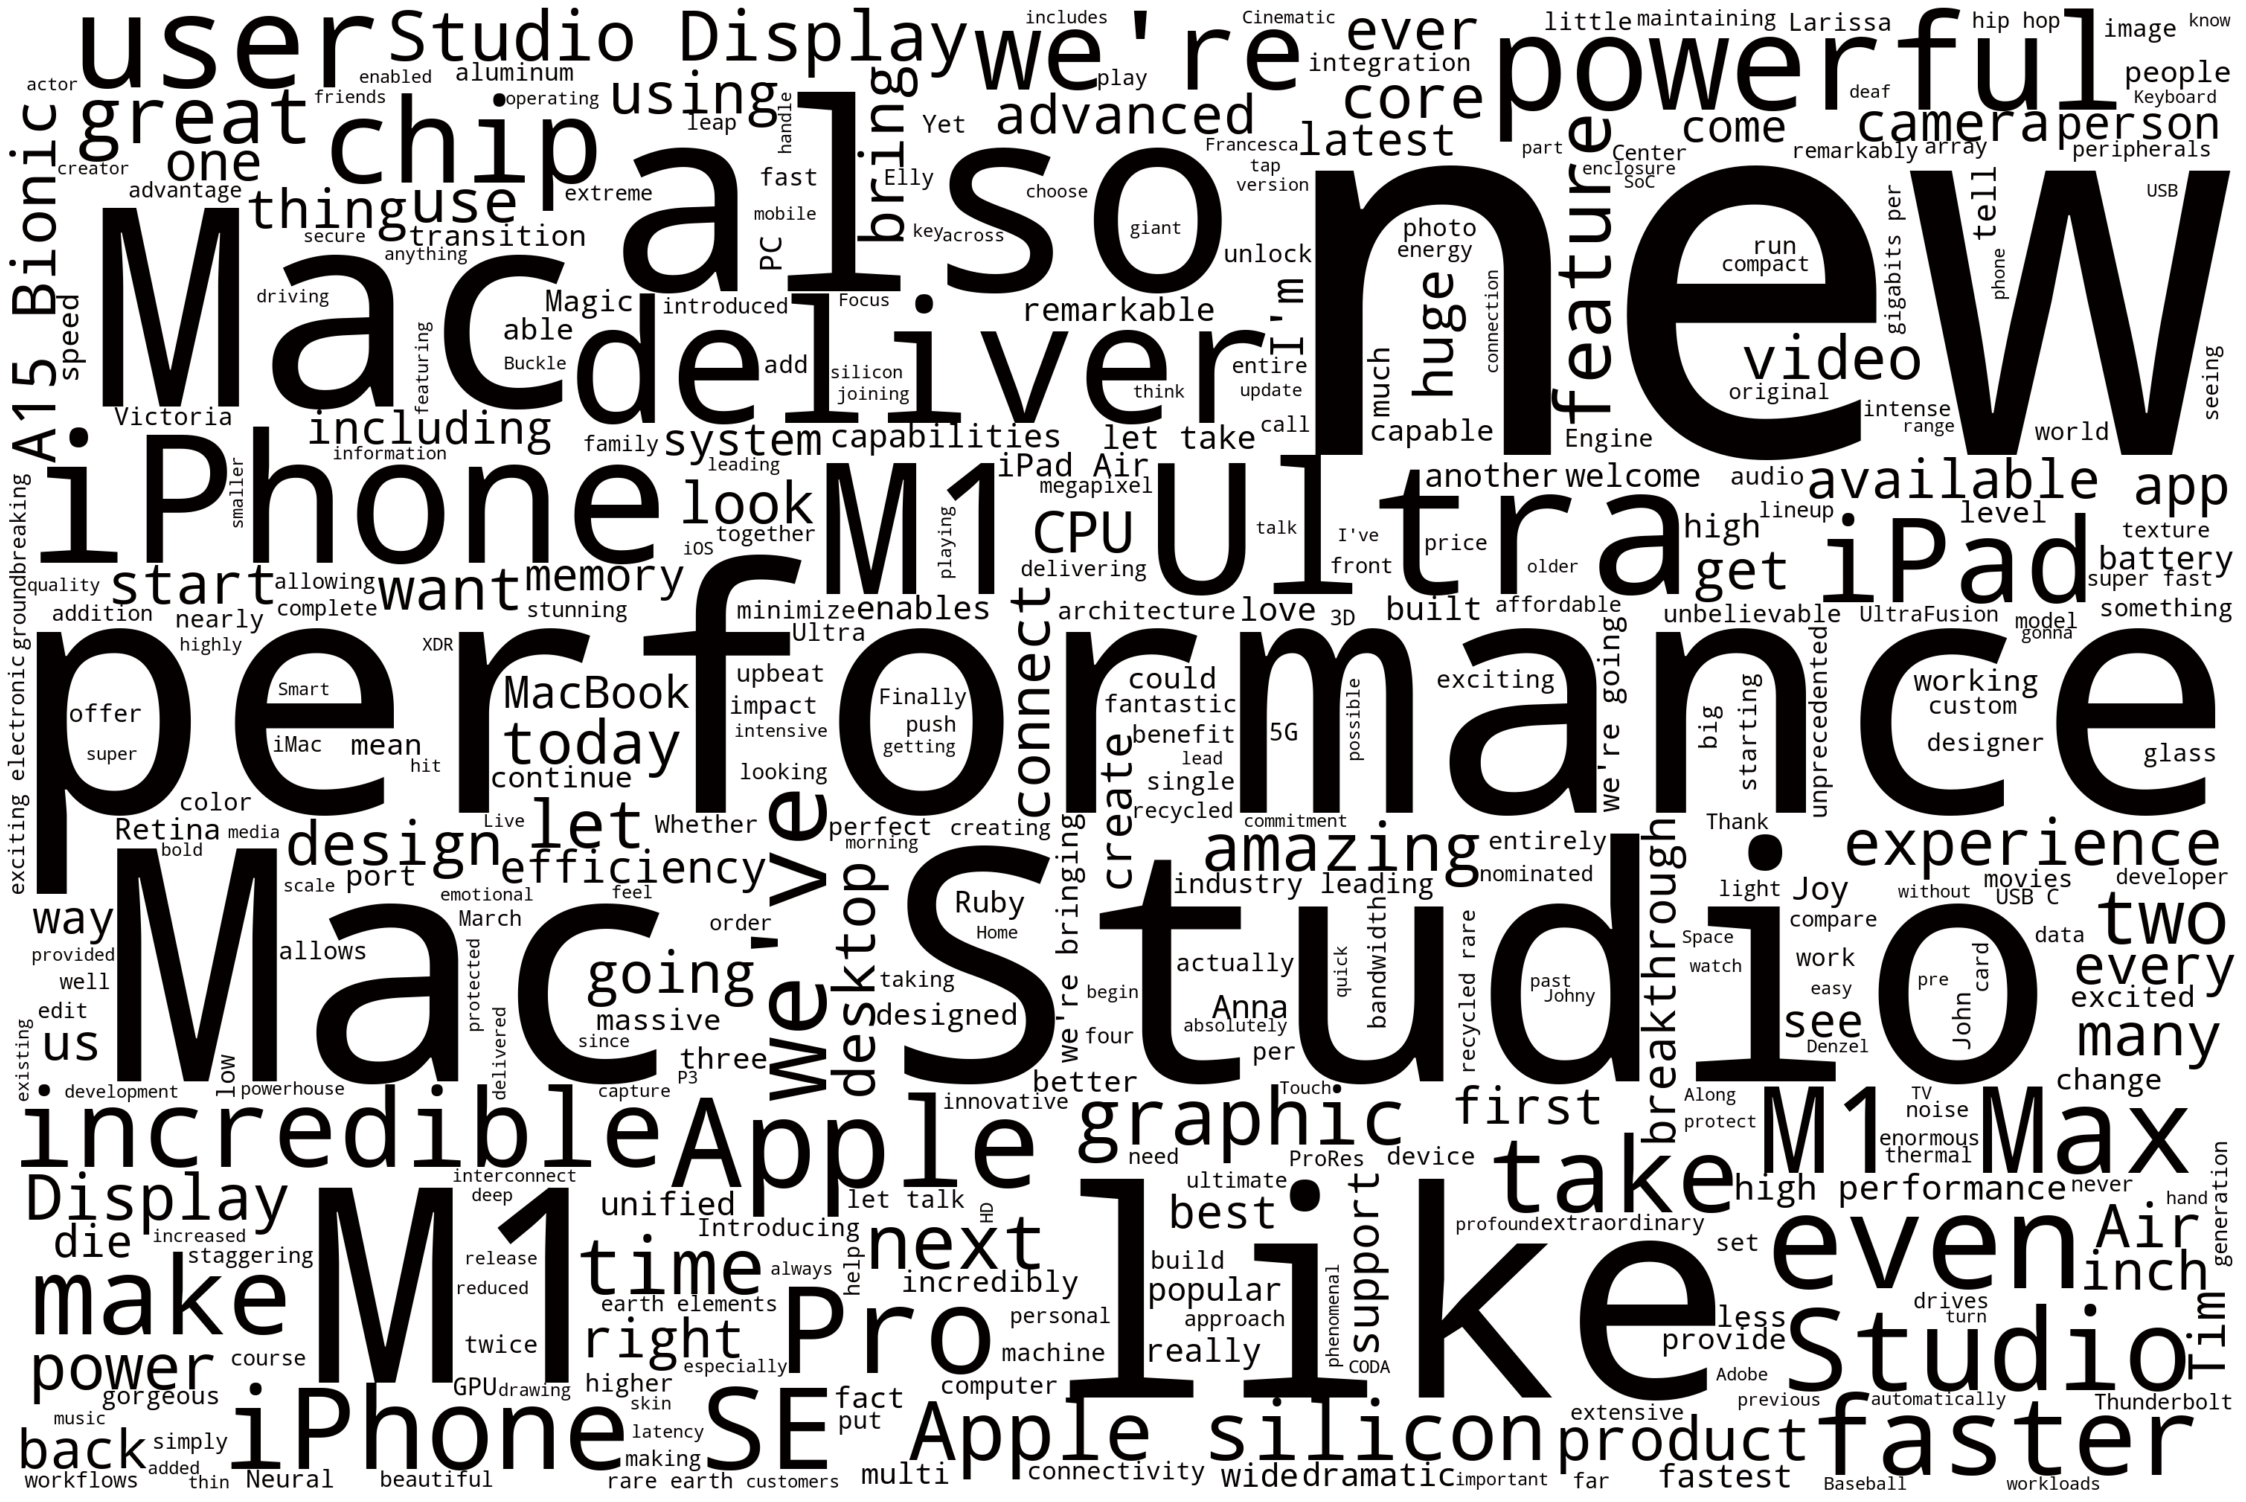 user
Studio Display
we're
includes
Cinematic
ever
little
maintaining
Larissa
hip hop
image
know
actor
enabled
aluminum
play
integration
powerful
people
friends
operating
using
bring
handle
great
chip
leap
Yet
advanced
core
deaf
Keyboard
A15 Bionic
one
creator
advantage
thing
use
extreme
fast
Elly
also
choose
Francesca
tap
version
latest
part
feature
Center
enclosure
SoC
come
remarkably
camera
array
person
peripherals
secure
transition
anything
mobile
PC
key
across
giant
unlock
new
photo
energy
run
compact
gigabits per
tell
phone
USB
Mac
driving
speed
Magic
introduced
Focus
remarkable
I'm
huge
connection
video
original
seeing
featuring
able
Buckle
deliver
add
silicon
joining
think
entire
update
call
much
capable
Engine
intense
range
world
Victoria
including
information
family
system
capabilities
let take
iPhone
smaller
leading
look
together
iOS
M1 Ultra
playing
iPad Air
megapixel
CPU
delivering
talk
I've
front
another
welcome
price
older
audio
lineup
available
app
high
level
texture
get
iPad
battery
super fast
exciting electronic
groundbreaking
quality
start
allowing
want
memory
addition
nearly
complete
stunning
minimize
enables
connect
architecture
love
3D
built
affordable
unbelievable
UltraFusion
model
gonna
something
highly
XDR
Ultra
performance
offer
super
Smart
iMac
mean
hit
MacBook
today
continue
upbeat
impact
intensive
looking
Finally
push
getting
could
fantastic
benefit
create
lead
single
recycled
5G
possible
exciting
we're going
big
starting
unprecedented
working
custom
designer
glass
color
Retina
media
bold
design
Live
let
Whether
we've
perfect
creating
morning
commitment
amazing
entirely
Thank
experience
efficiency
scale
port
emotional
feel
March
order
desktop
Ruby
Home
we're bringing
industry leading
nominated
breakthrough
light
Joy
without
movies
USB C
developer
way
provided
well
edit
us
existing
Mac Studio
allows
protected
delivered
going
massive
since
three
P3
taking
designed
begin
four
actually
Anna
absolutely
per
quick
bandwidth
recycled rare
past
Johny
Space
watch
compare
work
easy
see
Denzel
pre
John
card
data
two
every
excited
many
change
development
low
powerhouse
capture
better
innovative
Touch
incredible
Apple
graphic
first
Along
protect
M1 Max
TV
noise
enormous
thermal
need
ProRes
device
take
Display
interconnect
deep
unified
let talk
ultimate
high performance
never
hand
generation
die
increased
staggering
M1
release
reduced
Introducing
time
always
help
next
HD
best
build
support
like
profound
extraordinary
set
even
Air
inch
make
twice
earth elements
right
especially
Pro
incredibly
personal
machine
popular
approach
really
phenomenal
CODA
less
provide
drives
turn
Studio
Tim
power
course
gorgeous
GPU
drawing
higher
skin
fact
put
computer
Adobe
previous
automatically
Thunderbolt
music
back
simply
added
workflows
thin
Neural
iPhone SE
beautiful
latency
making
rare earth
customers
multi
Apple silicon
connectivity
wide
dramatic
important
extensive
product
far
fastest
faster
Baseball
workloads